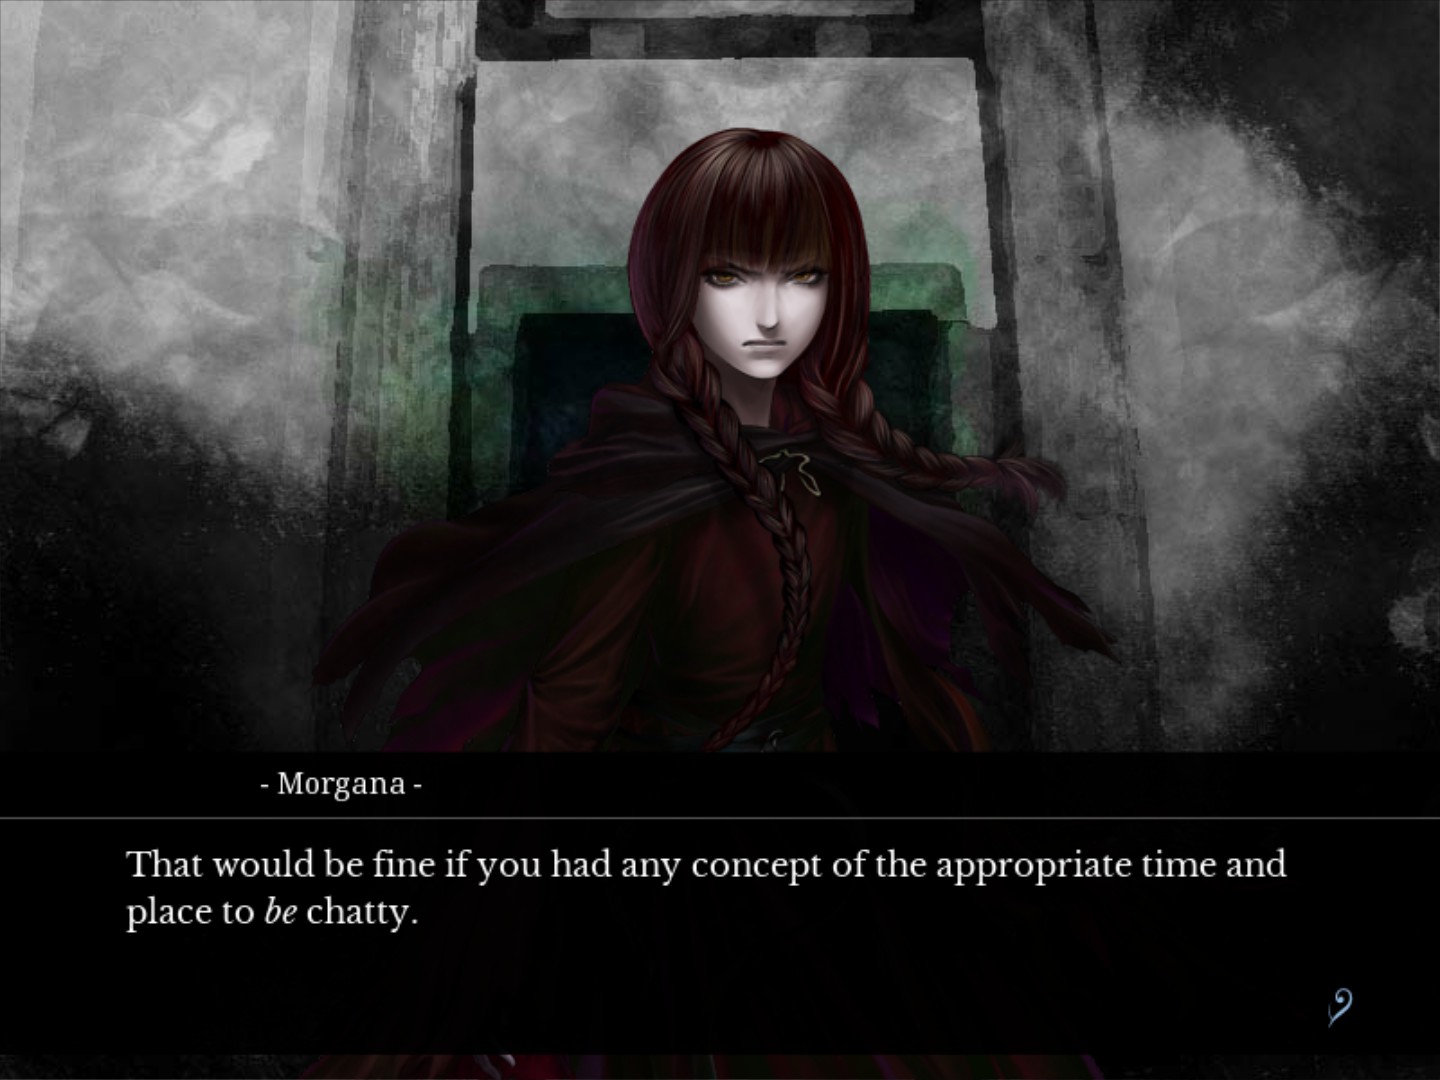 - Morgana -
That would be fine if you had any concept of the appropriate time and
place to be chatty.